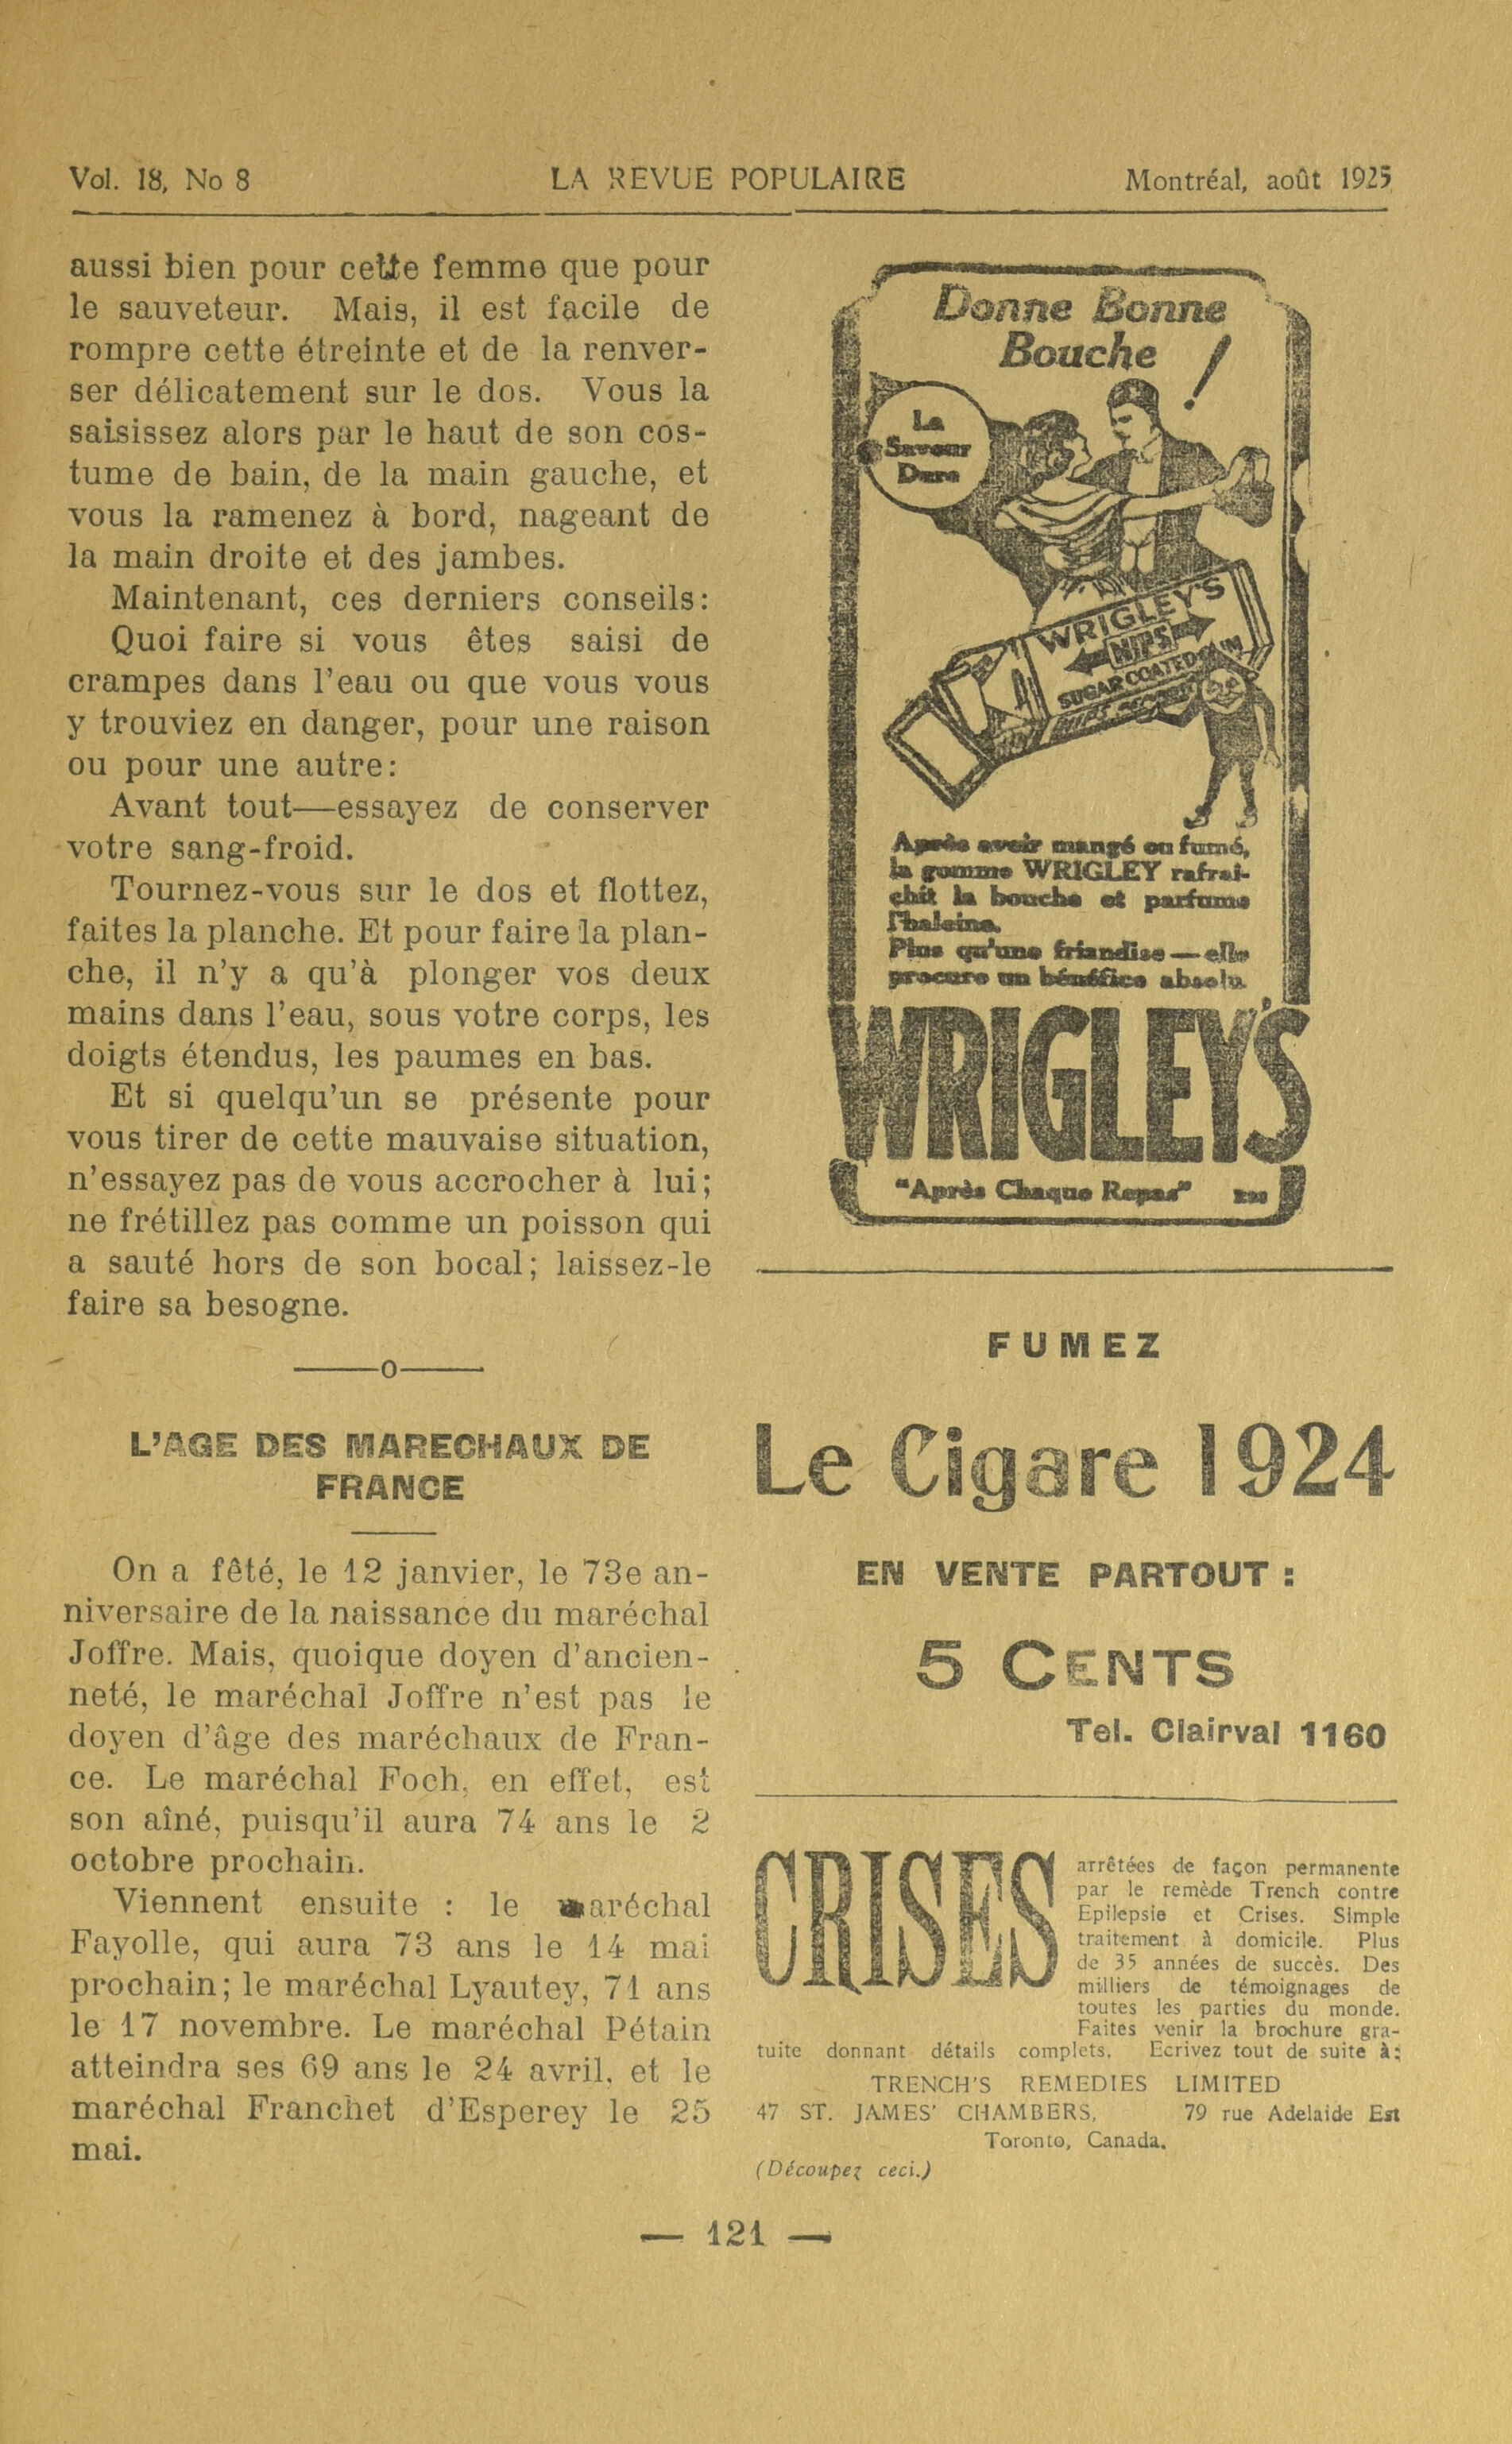 Vol. 18, No 8
LA REVUE POPULAIRE
Montréal, août 1925
aussi bien pour cette femme que pour
le sauveteur. Mais, il est facile de
rompre cette étreinte et de la renver-
ser délicatement sur le dos. Vous la
saisissez alors par le haut de son cos-
tume de bain, de la main gauche, et
vous la ramenez à bord, nageant de
la main droite et des jambes.
Maintenant, ces derniers conseils:
Quoi faire si vous êtes saisi de
crampes dans l'eau ou que vous vous
y trouviez en danger, pour une raison
ou pour une autre:
Avant tout—essayez de conserver
votre sang-froid.
Tournez-vous sur le dos et flottez,
faites la planche. Et pour faire la plan-
che, il n'y a qu'à plonger vos deux
mains dans l'eau, sous votre corps, les
doigts étendus, les paumes en bas.
Et si quelqu'un se présente pour
vous tirer de cette mauvaise situation,
n'essayez pas de vous accrocher à lui;
ne frétillez pas comme un poisson qui
a sauté hors de son bocal; laissez-le
faire sa besogne.
——o——
L'AGE DES MARECHAUX DE
FRANCE
On a fêté, le 12 janvier, le 73e an-
niversaire de la naissance du maréchal
Joffre. Mais, quoique doyen d'ancien-
neté, le maréchal Joffre n'est pas le
doyen d'âge des maréchaux de Fran-
ce. Le maréchal Foch, en effet, est
son aîné, puisqu'il aura 74 ans le 2
octobre prochain.
Viennent ensuite : le maréchal
Fayolle, qui aura 73 ans le 14 mai
prochain; le maréchal Lyautey, 71 ans
le 17 novembre. Le maréchal Pétain
atteindra ses 69 ans le 24 avril, et le
maréchal Franchet d'Esperey le 25
mai.
Donne Bonne
Bouche !
La
Saveur
Dure
WRIGLEY'S
NIPS
SUGAR COATED GUM
Après avoir mangé ou fumé,
la gomme WRIGLEY rafraî-
chit la bouche et parfume
l'haleine.
Plus qu'une friandise—elle
procure un bénéfice absolu.
WRIGLEY'S
"Après Chaque Repas"
FUMEZ
Le Cigare 1924
EN VENTE PARTOUT :
5 CENTS
Tel. Clairval 1160
CRISES
arrêtées de façon permanente
par le remède Trench contre
Epilepsie et Crises. Simple
traitement à domicile. Plus
de 35 années de succès. Des
milliers de témoignages de
toutes les parties du monde.
Faites venir la brochure gra-
tuite donnant détails complets. Ecrivez tout de suite à:
TRENCH'S REMEDIES LIMITED
47 ST. JAMES' CHAMBERS, 79 rue Adelaide Est
Toronto, Canada.
(Découpez ceci.)
— 121 —